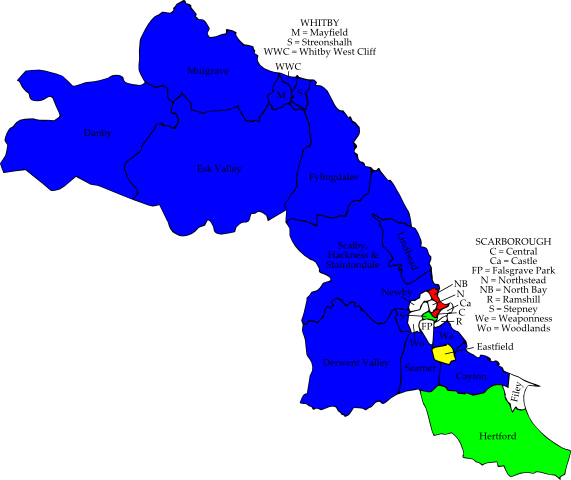 WHITBY
M = Mayfield
S = Streonshalh
WWC = Whitby West Cliff
WWC
Mulgrave
M
S
Danby
Esk Valley
Fylingdales
Lindhead
Scalby,
Hackness &
Staintondale
SCARBOROUGH
C = Central
Ca = Castle
FP = Falsgrave Park
N = Northstead
NB = North Bay
R = Ramshill
S = Stepney
We = Weaponness
Wo = Woodlands
NB
Newby
N
Ca
C
S
R
FP
Wo
We
Eastfield
Derwent Valley
Seamer
Cayton
Filey
Hertford